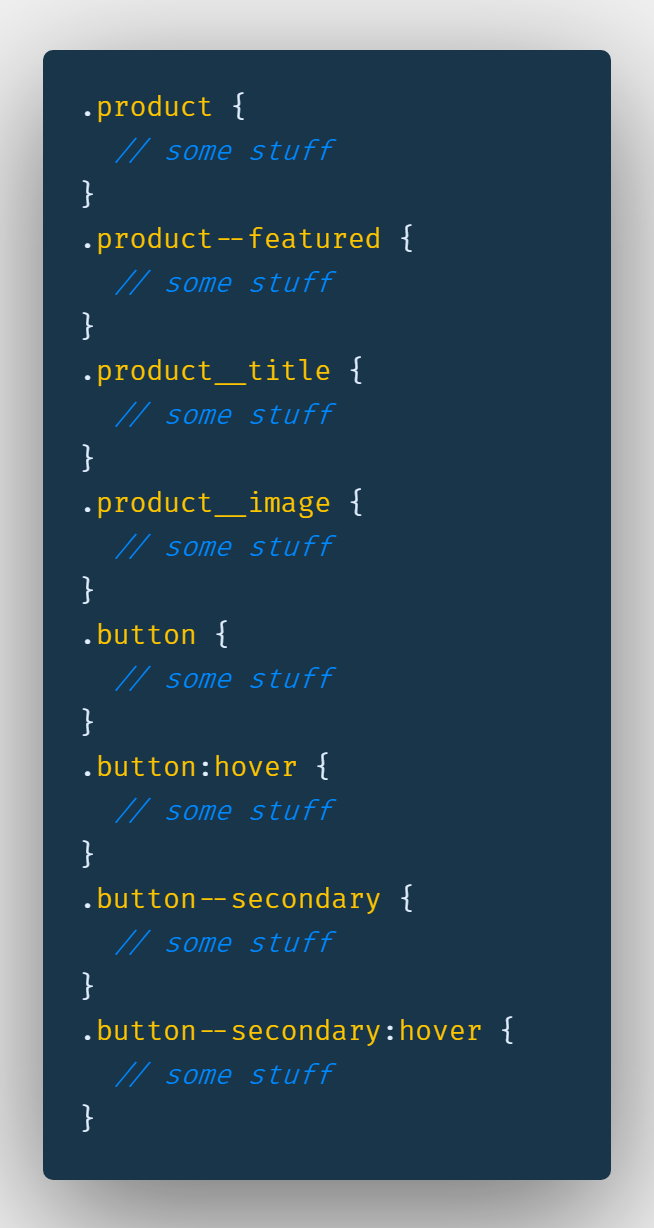 .product {
  // some stuff
}
.product--featured {
  // some stuff
}
.product__title {
  // some stuff
}
.product__image {
  // some stuff
}
.button {
  // some stuff
}
.button:hover {
  // some stuff
}
.button--secondary {
  // some stuff
}
.button--secondary:hover {
  // some stuff
}